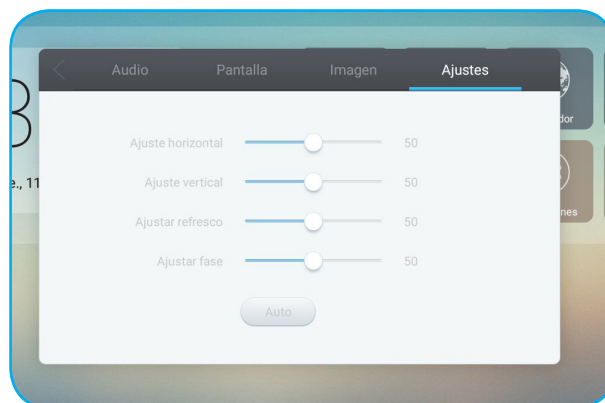 Audio Pantalla Imagen Ajustes
Ajuste horizontal 50
Ajuste vertical 50
Ajustar refresco 50
Ajustar fase 50
Auto